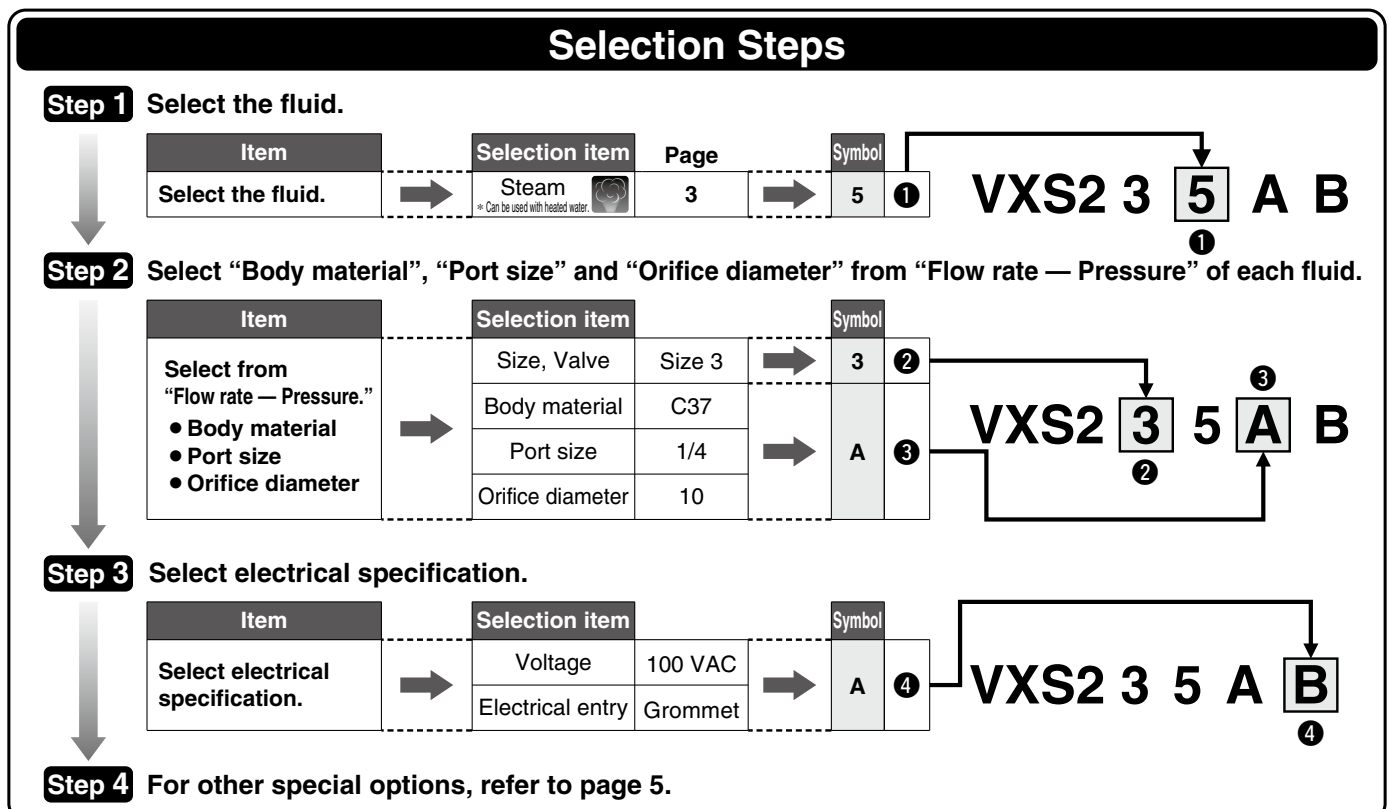 Selection Steps
Step 1 Select the fluid.
Item Selection item Page Symbol
Select the fluid. Steam 3 5 ❶
* Can be used with heated water.
VXS2 3 5 A B
❶
Step 2 Select “Body material”, “Port size” and “Orifice diameter” from “Flow rate — Pressure” of each fluid.
Item Selection item Symbol
Select from
“Flow rate — Pressure.”
● Body material
● Port size
● Orifice diameter
Size, Valve Size 3 3 ❷
Body material C37
Port size 1/4 A ❸
Orifice diameter 10
❸
VXS2 3 5 A B
❷
Step 3 Select electrical specification.
Item Selection item Symbol
Select electrical
specification.
Voltage 100 VAC
Electrical entry Grommet
A ❹
VXS2 3 5 A B
❹
Step 4 For other special options, refer to page 5.